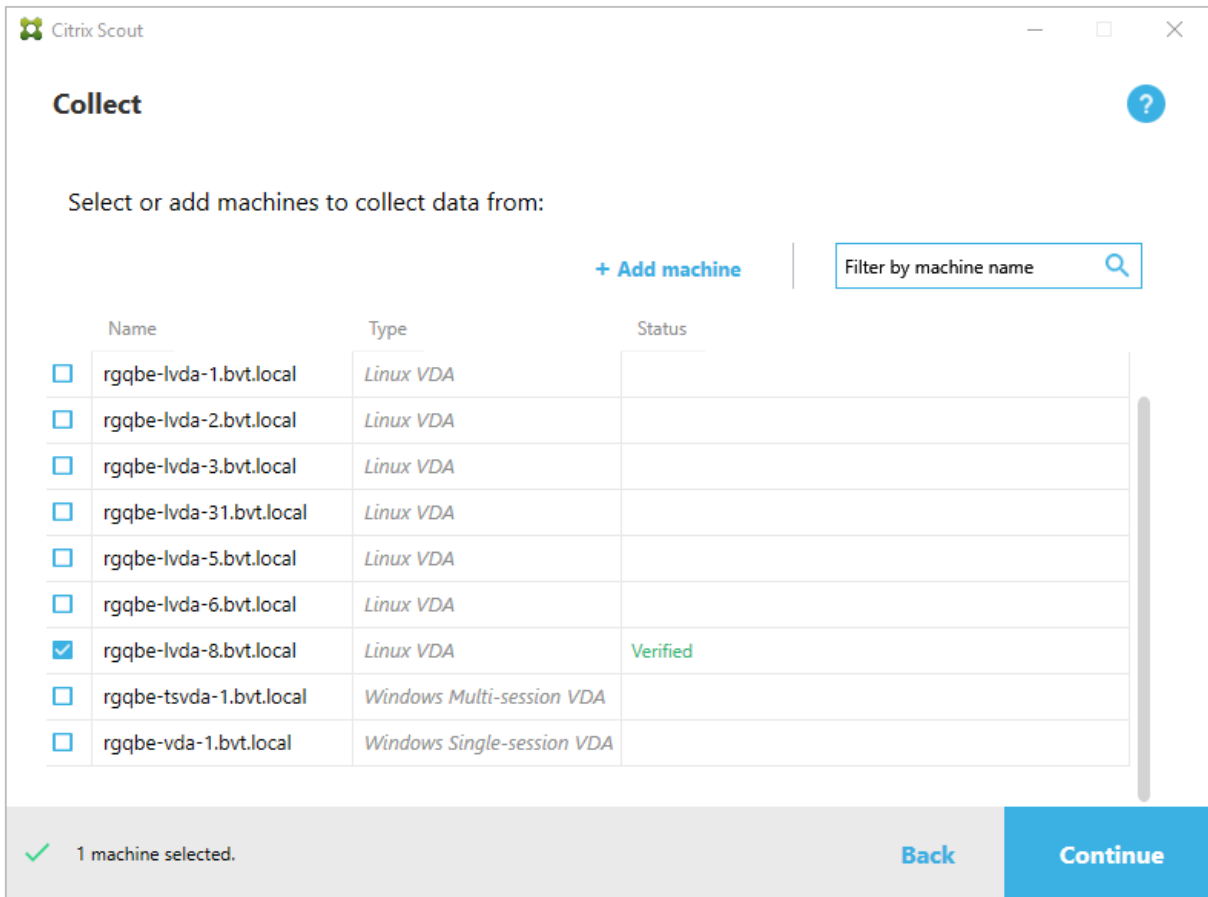 Citrix Scout
Collect
?
Select or add machines to collect data from:
+ Add machine
Filter by machine name
Name Type Status
rgqbe-lvda-1.bvt.local Linux VDA
rgqbe-lvda-2.bvt.local Linux VDA
rgqbe-lvda-3.bvt.local Linux VDA
rgqbe-lvda-31.bvt.local Linux VDA
rgqbe-lvda-5.bvt.local Linux VDA
rgqbe-lvda-6.bvt.local Linux VDA
rgqbe-lvda-8.bvt.local Linux VDA Verified
rgqbe-tsvda-1.bvt.local Windows Multi-session VDA
rgqbe-vda-1.bvt.local Windows Single-session VDA
1 machine selected.
Back
Continue